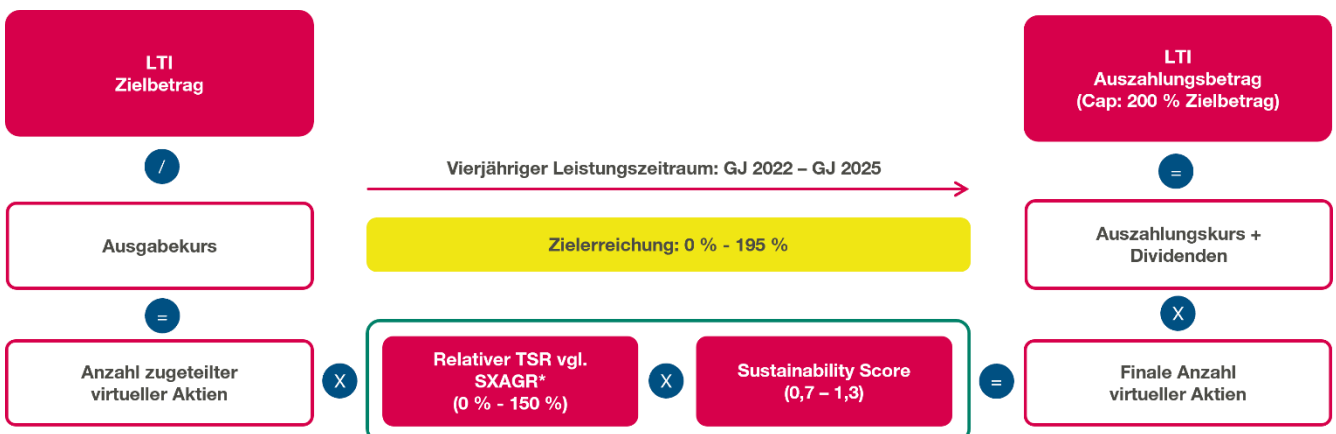 LTI
Zielbetrag
/
Ausgabekurs
=
Anzahl zugeteilter
virtueller Aktien
X
Vierjähriger Leistungszeitraum: GJ 2022 – GJ 2025
Zielerreichung: 0 % - 195 %
Relativer TSR vgl.
SXAGR*
(0 % - 150 %)
X
Sustainability Score
(0,7 – 1,3)
=
LTI
Auszahlungsbetrag
(Cap: 200 % Zielbetrag)
=
Auszahlungskurs +
Dividenden
X
Finale Anzahl
virtueller Aktien